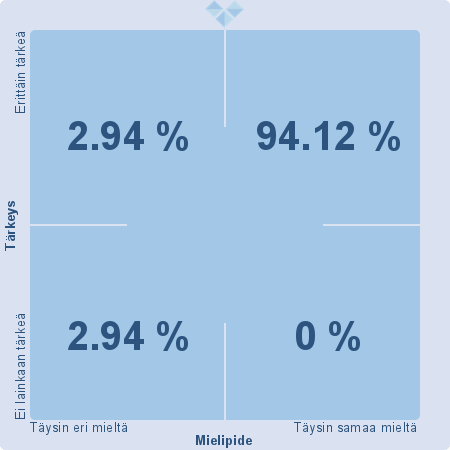 Erittäin tärkeä
2.94 %
94.12 %
Tärkeys
2.94 %
0 %
Ei lainkaan tärkeä
Täysin eri mieltä
Täysin samaa mieltä
Mielipide